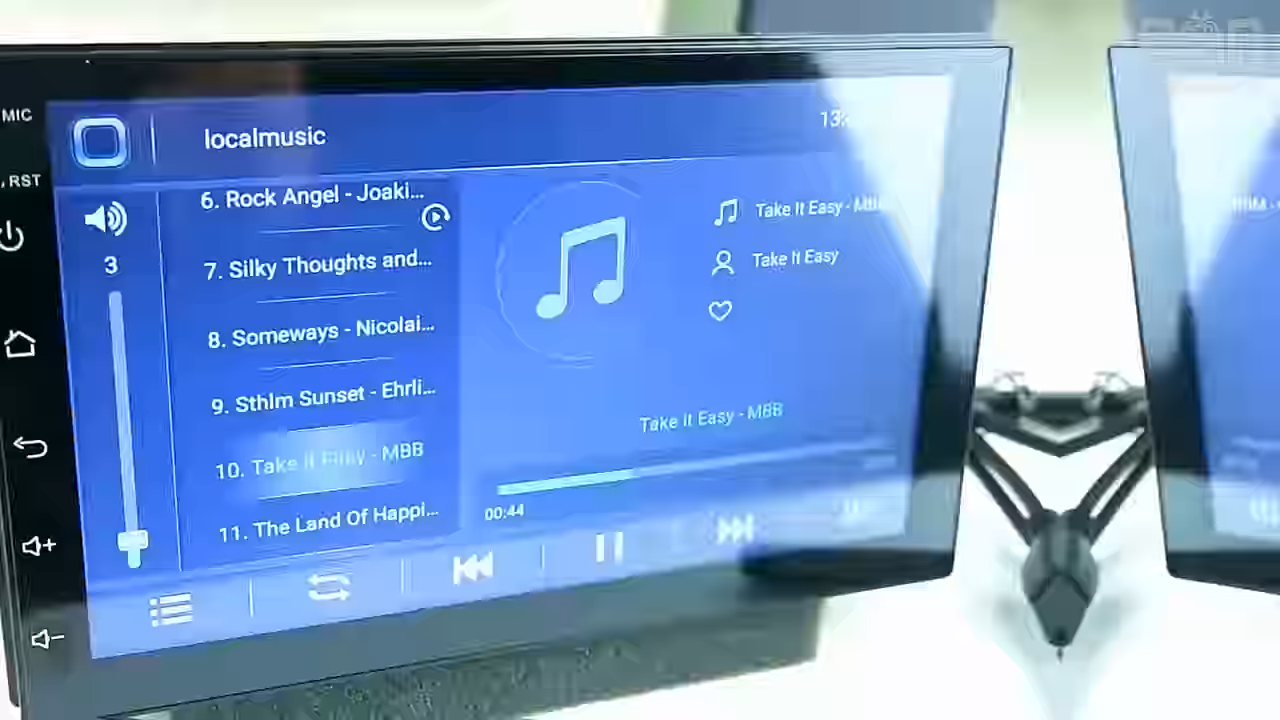 MIC
RST
localmusic
13:
3
6. Rock Angel - Joaki...
7. Silky Thoughts and...
8. Someways - Nicolai...
9. Sthlm Sunset - Ehrli...
10. Take It Easy - MBB
11. The Land Of Happi...
Take It Easy - MBB
Take It Easy
Take It Easy - MBB
00:44